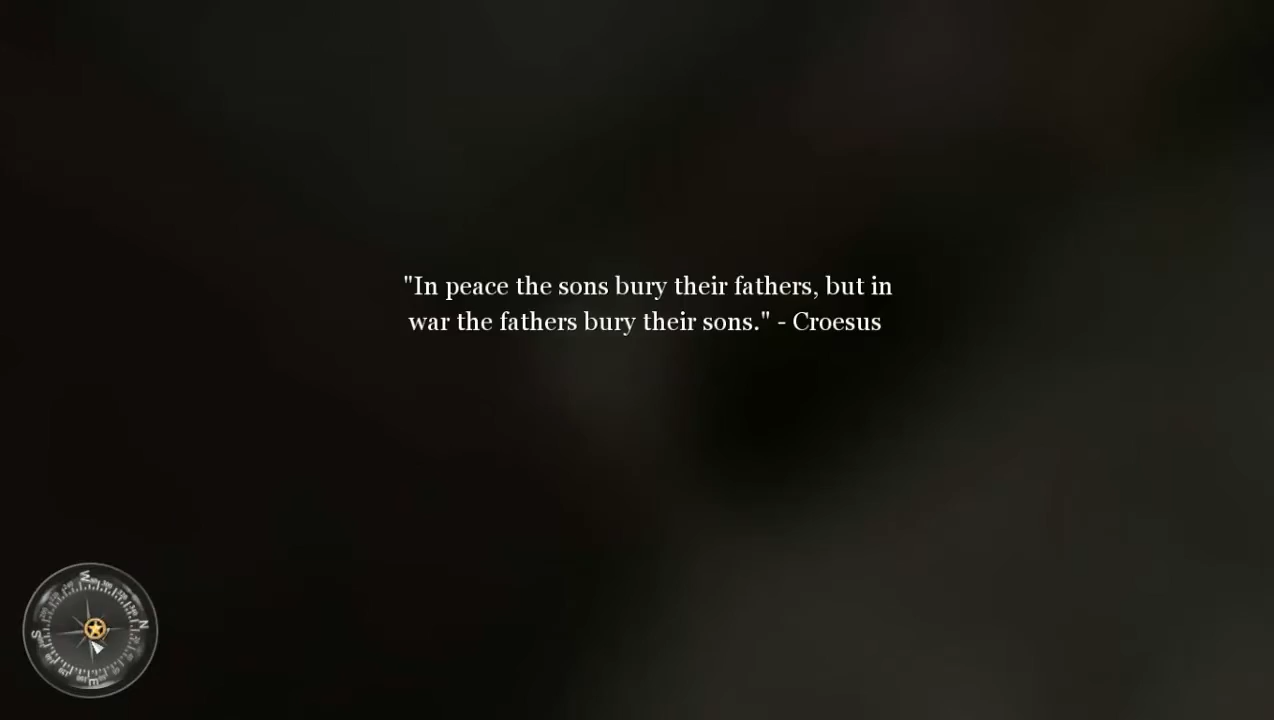 "In peace the sons bury their fathers, but in
war the fathers bury their sons." - Croesus
W
N
S
E